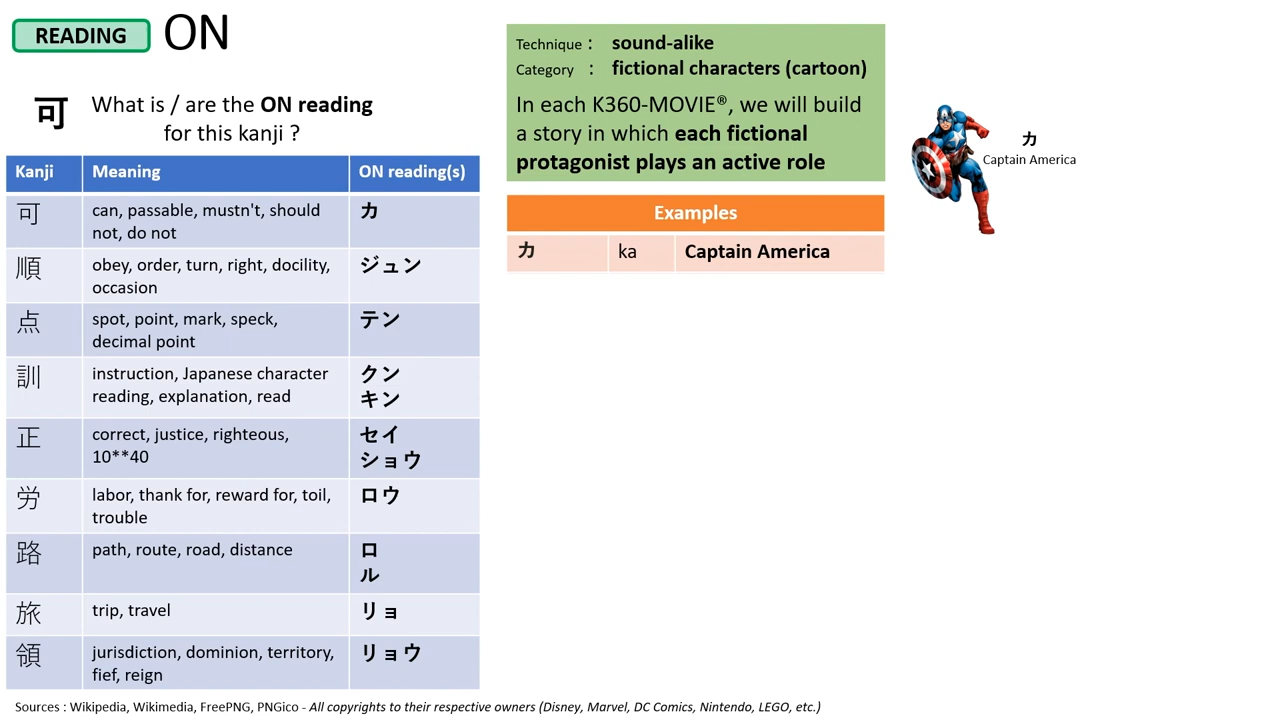 READING ON
可 What is / are the ON reading
for this kanji ?
Kanji Meaning ON reading(s)
可 can, passable, mustn't, should カ
not, do not
順 obey, order, turn, right, docility, ジュン
occasion
点 spot, point, mark, speck, テン
decimal point
訓 instruction, Japanese character クン
reading, explanation, read キン
正 correct, justice, righteous, セイ
10**40 ショウ
労 labor, thank for, reward for, toil, ロウ
trouble
路 path, route, road, distance ロ
ル
旅 trip, travel リョ
領 jurisdiction, dominion, territory, リョウ
fief, reign
Technique : sound-alike
Category : fictional characters (cartoon)
In each K360-MOVIE®, we will build
a story in which each fictional
protagonist plays an active role
Examples
カ ka Captain America
カ
Captain America
Sources : Wikipedia, Wikimedia, FreePNG, PNGico - All copyrights to their respective owners (Disney, Marvel, DC Comics, Nintendo, LEGO, etc.)